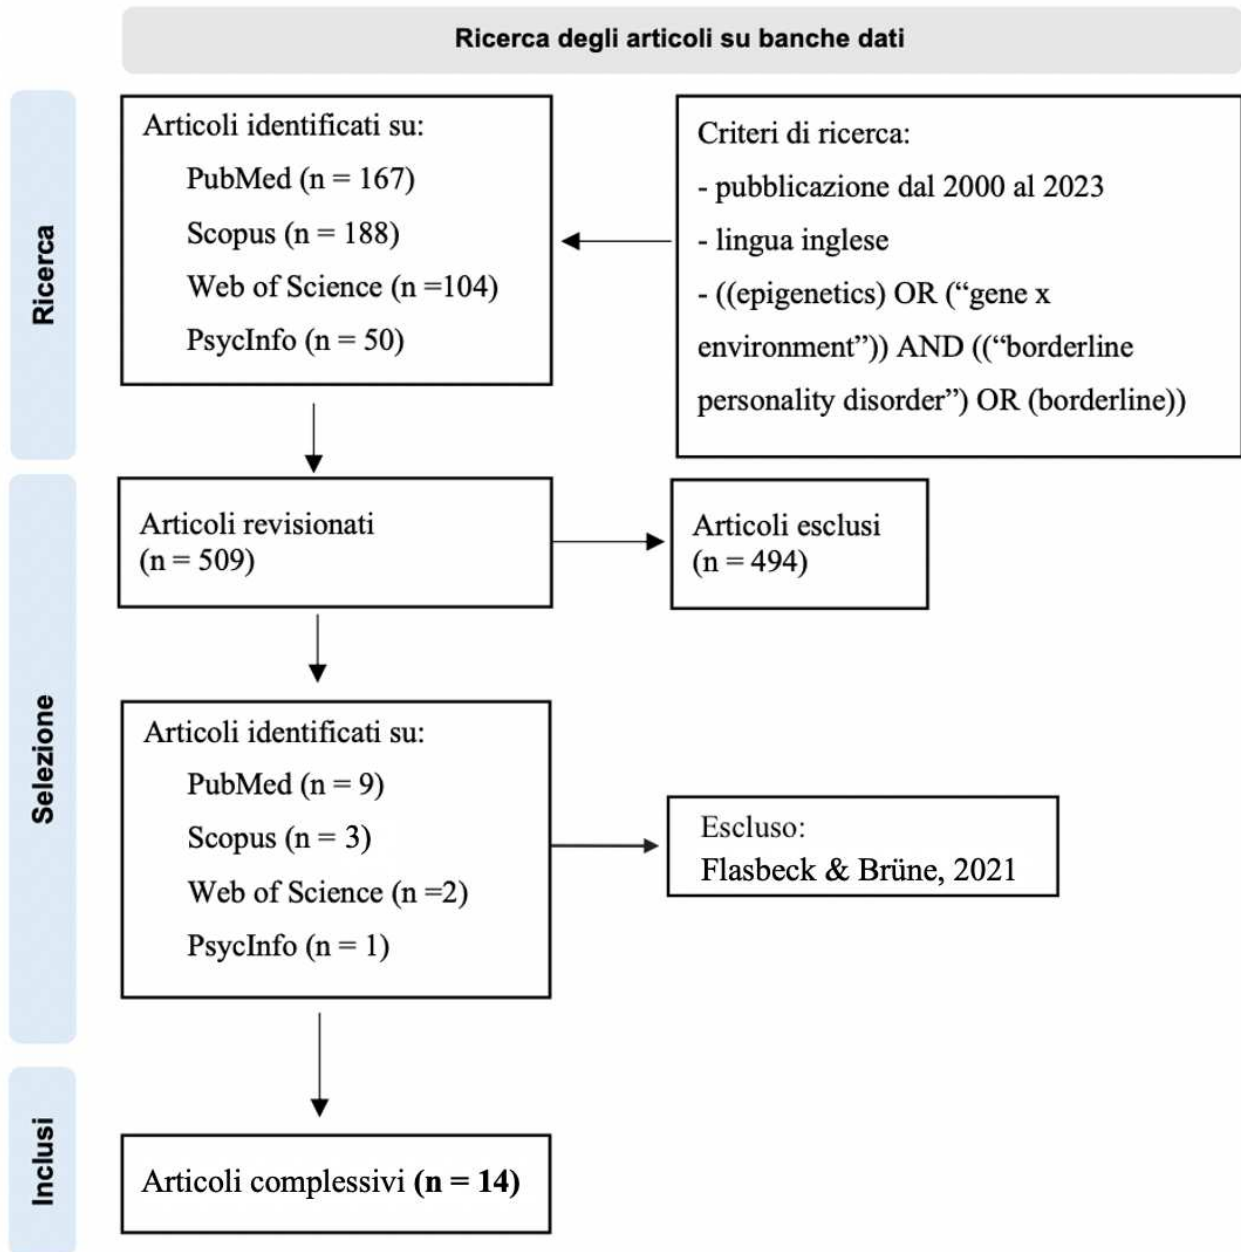 Ricerca degli articoli su banche dati
Ricerca
Articoli identificati su:
PubMed (n = 167)
Scopus (n = 188)
Web of Science (n =104)
PsycInfo (n = 50)
Criteri di ricerca:
- pubblicazione dal 2000 al 2023
- lingua inglese
- ((epigenetics) OR (“gene x
environment”)) AND ((“borderline
personality disorder”) OR (borderline))
Selezione
Articoli revisionati
(n = 509)
Articoli esclusi
(n = 494)
Articoli identificati su:
PubMed (n = 9)
Scopus (n = 3)
Web of Science (n =2)
PsycInfo (n = 1)
Escluso:
Flasbeck & Brüne, 2021
Inclusi
Articoli complessivi (n = 14)